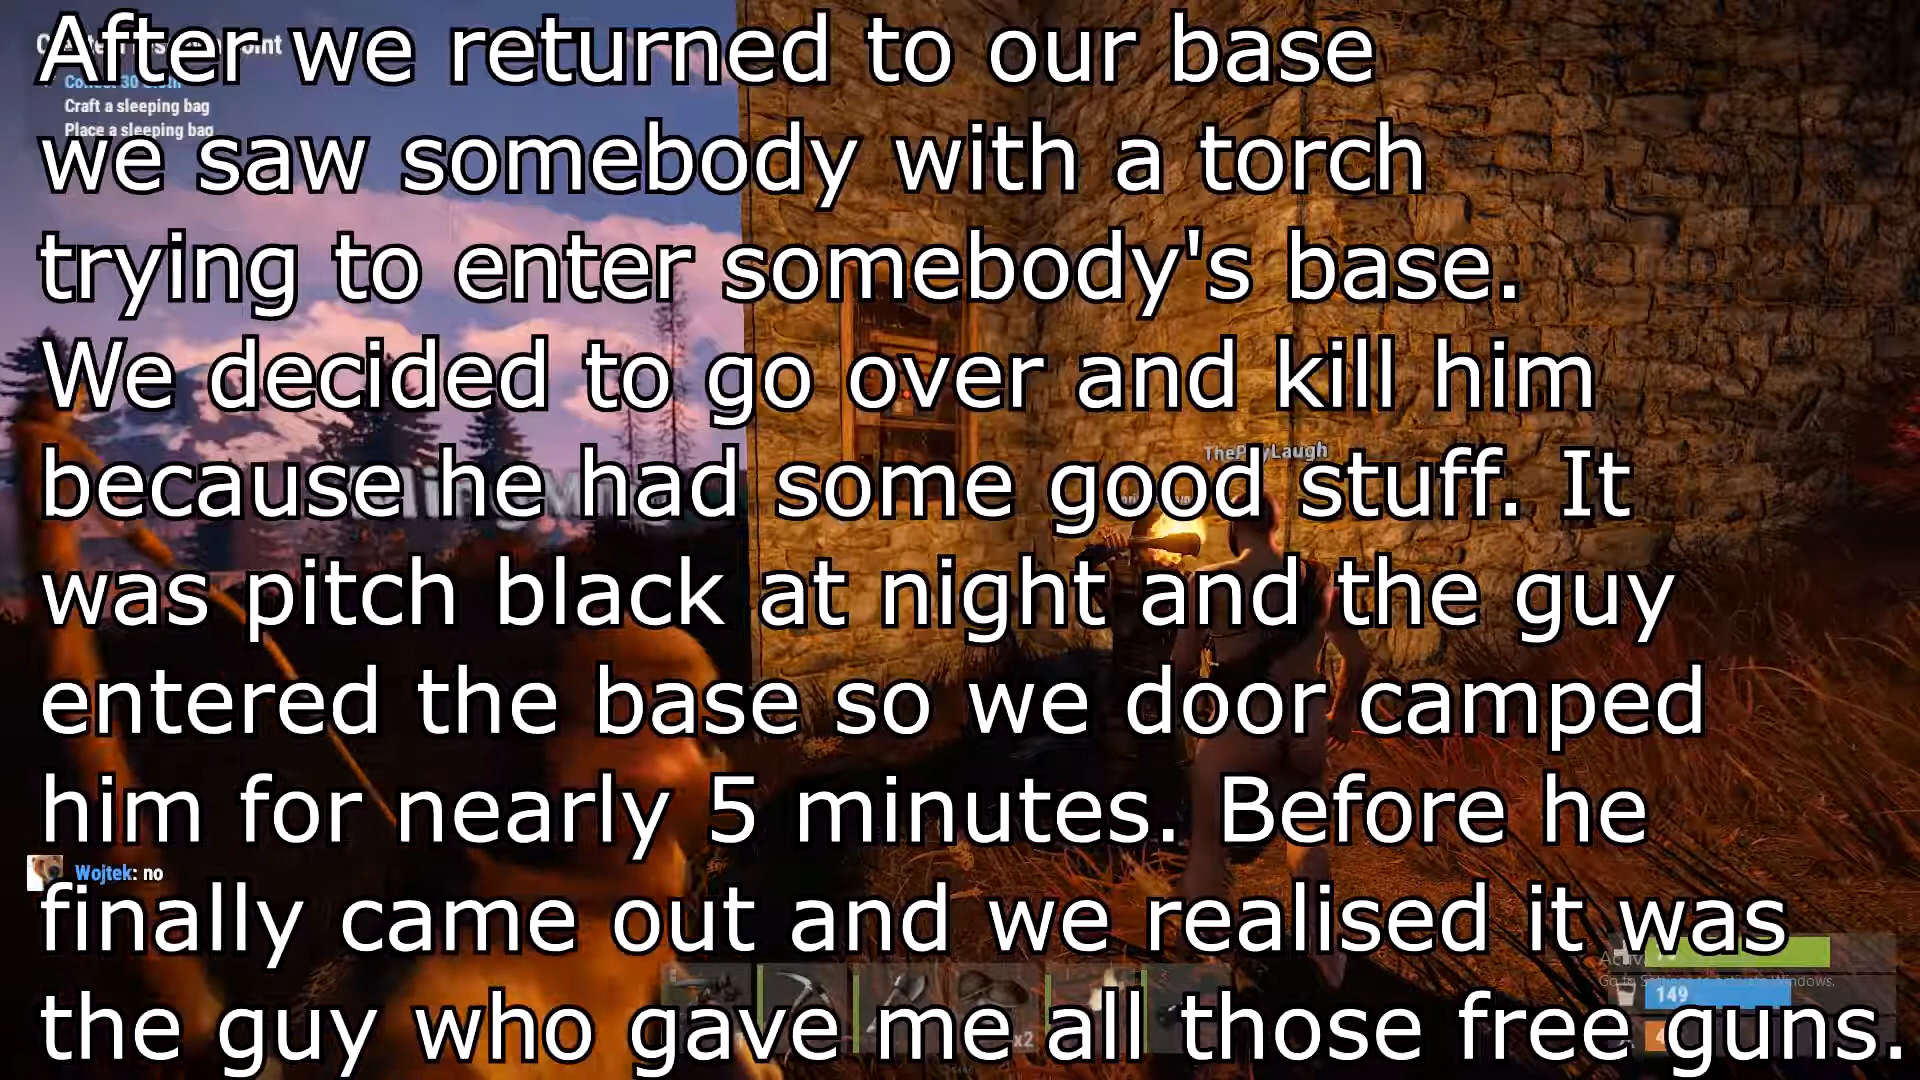 After we returned to our base
we saw somebody with a torch
trying to enter somebody's base.
We decided to go over and kill him
because he had some good stuff. It
was pitch black at night and the guy
entered the base so we door camped
him for nearly 5 minutes. Before he
finally came out and we realised it was
the guy who gave me all those free guns.
Craft a sleeping bag
Place a sleeping bag
Wojtek: no
149
x2